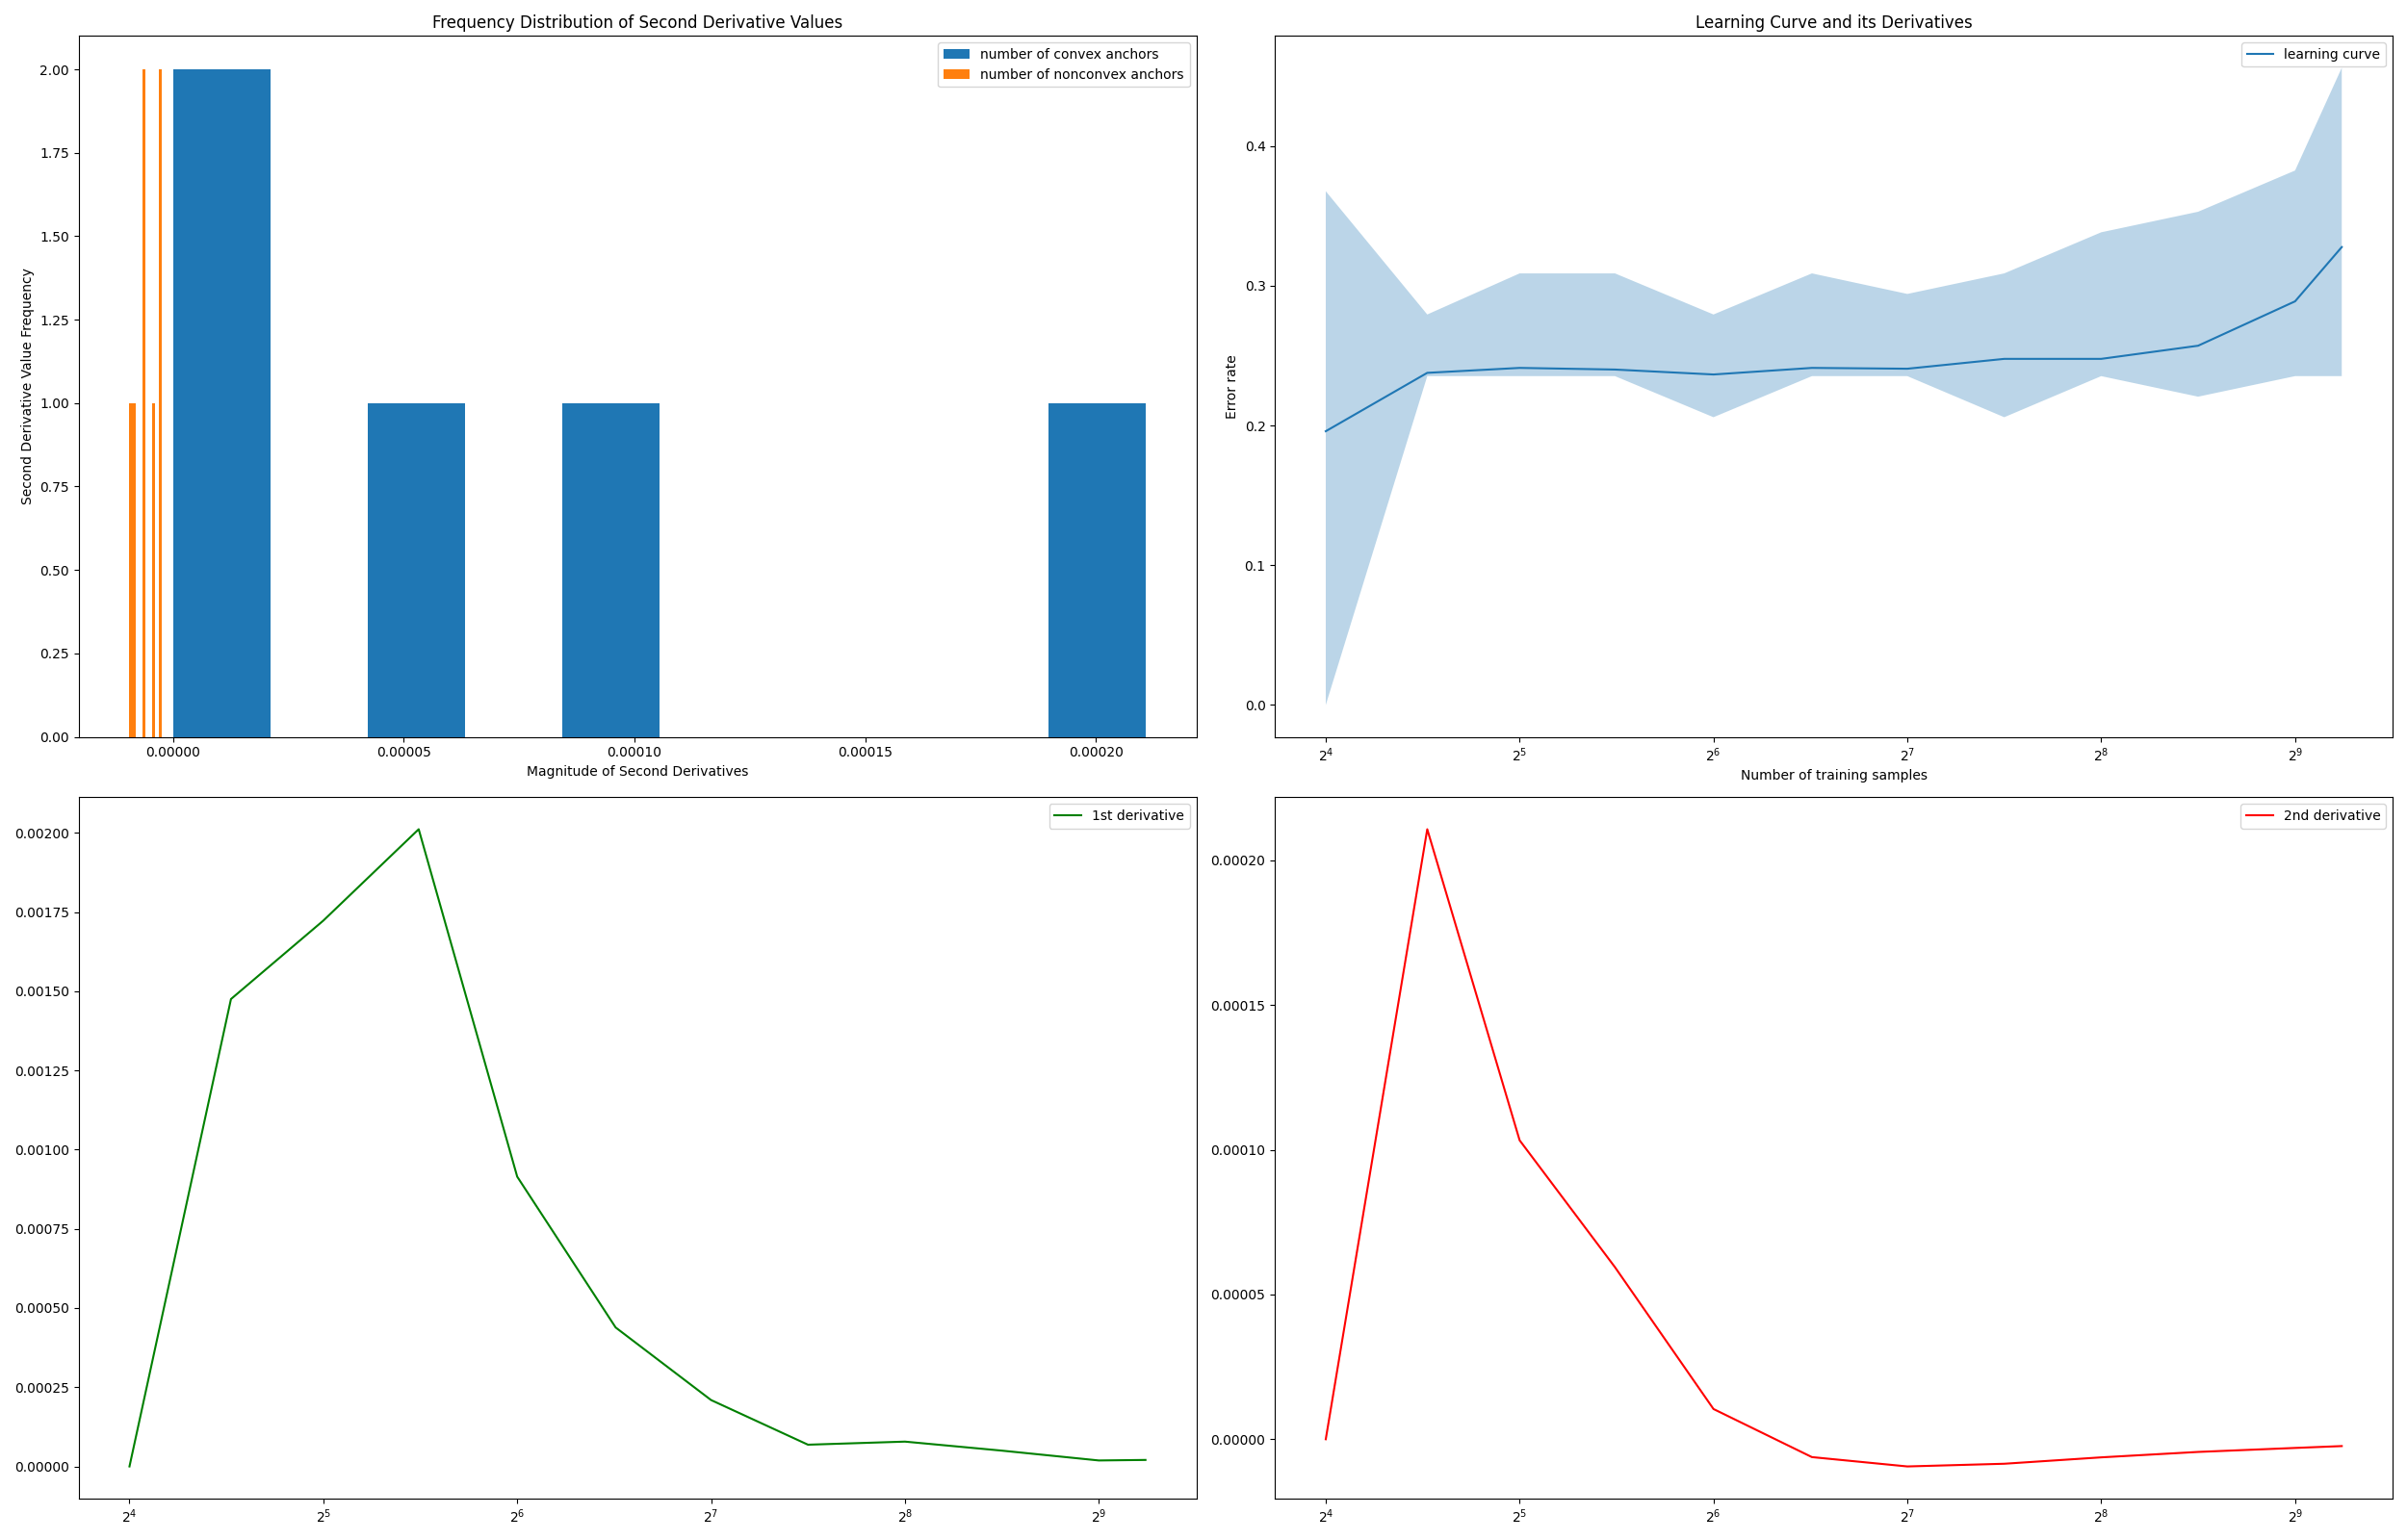 Frequency Distribution of Second Derivative Values
number of convex anchors
number of nonconvex anchors
Second Derivative Value Frequency
2.00
1.75
1.50
1.25
1.00
0.75
0.50
0.25
0.00
0.00000 0.00005 0.00010 0.00015 0.00020
Magnitude of Second Derivatives
Learning Curve and its Derivatives
learning curve
Error rate
0.4
0.3
0.2
0.1
0.0
2⁴ 2⁵ 2⁶ 2⁷ 2⁸ 2⁹
Number of training samples
1st derivative
0.00200
0.00175
0.00150
0.00125
0.00100
0.00075
0.00050
0.00025
0.00000
2⁴ 2⁵ 2⁶ 2⁷ 2⁸ 2⁹
2nd derivative
0.00020
0.00015
0.00010
0.00005
0.00000
2⁴ 2⁵ 2⁶ 2⁷ 2⁸ 2⁹